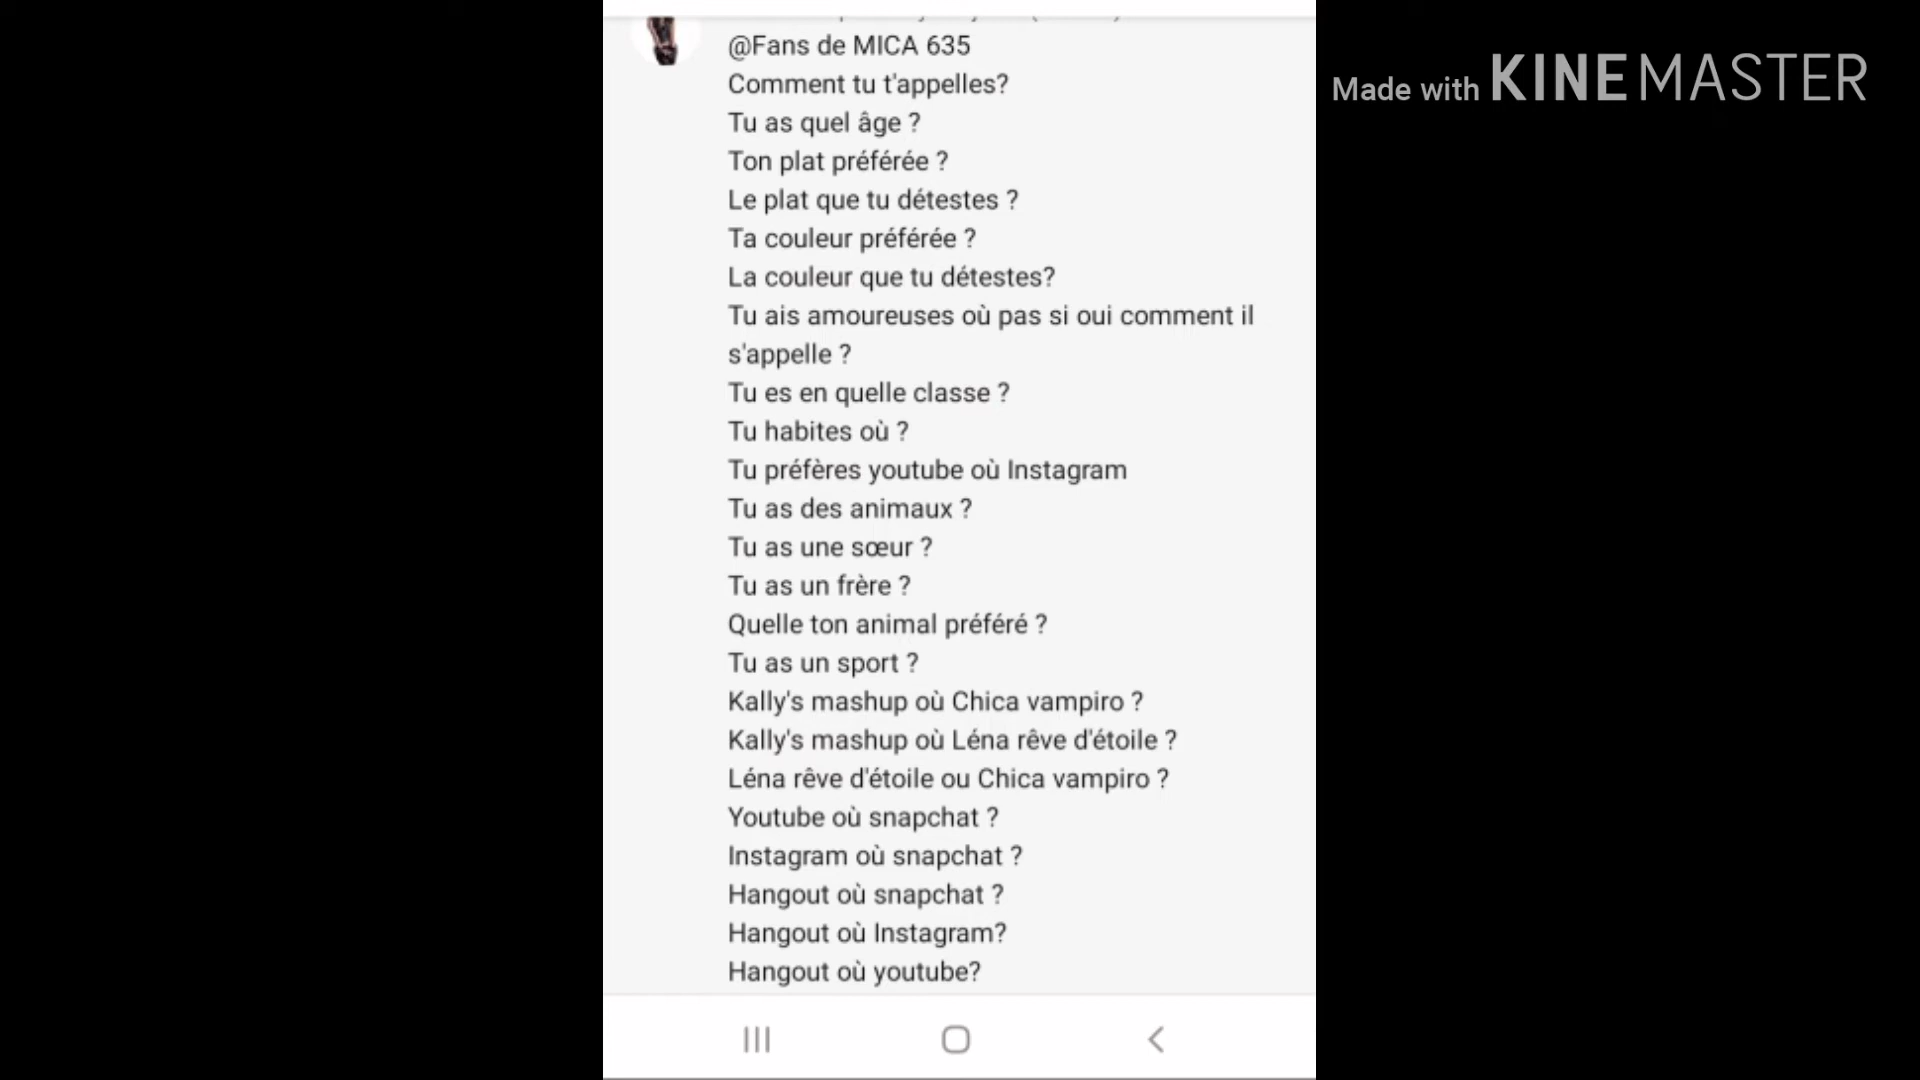 @Fans de MICA 635
Made with KINEMASTER
Comment tu t'appelles?
Tu as quel âge ?
Ton plat préférée ?
Le plat que tu détestes ?
Ta couleur préférée ?
La couleur que tu détestes?
Tu ais amoureuses où pas si oui comment il
s'appelle ?
Tu es en quelle classe ?
Tu habites où ?
Tu préfères youtube où Instagram
Tu as des animaux ?
Tu as une sœur ?
Tu as un frère ?
Quelle ton animal préféré ?
Tu as un sport ?
Kally's mashup où Chica vampiro ?
Kally's mashup où Léna rêve d'étoile ?
Léna rêve d'étoile ou Chica vampiro ?
Youtube où snapchat ?
Instagram où snapchat ?
Hangout où snapchat ?
Hangout où Instagram?
Hangout où youtube?